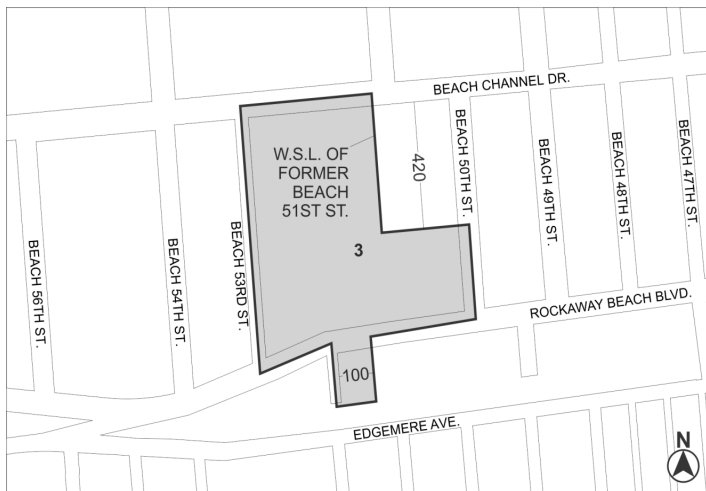 BEACH CHANNEL DR.
W.S.L. OF
FORMER
BEACH
51ST ST.
420
BEACH 50TH ST.
BEACH 49TH ST.
BEACH 48TH ST.
BEACH 47TH ST.
BEACH 56TH ST.
BEACH 54TH ST.
BEACH 53RD ST.
3
ROCKAWAY BEACH BLVD.
100
EDGEMERE AVE.
N